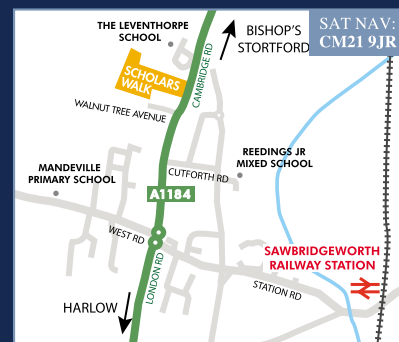 THE LEVENTHORPE
SCHOOL
BISHOP'S
STORTFORD
SAT NAV:
CM21 9JR
SCHOLARS
WALK
CAMBRIDGE RD
WALNUT TREE AVENUE
REEDINGS JR
MIXED SCHOOL
MANDEVILLE
PRIMARY SCHOOL
CUTFORTH RD
A1184
WEST RD
SAWBRIDGEWORTH
RAILWAY STATION
STATION RD
LONDON RD
HARLOW